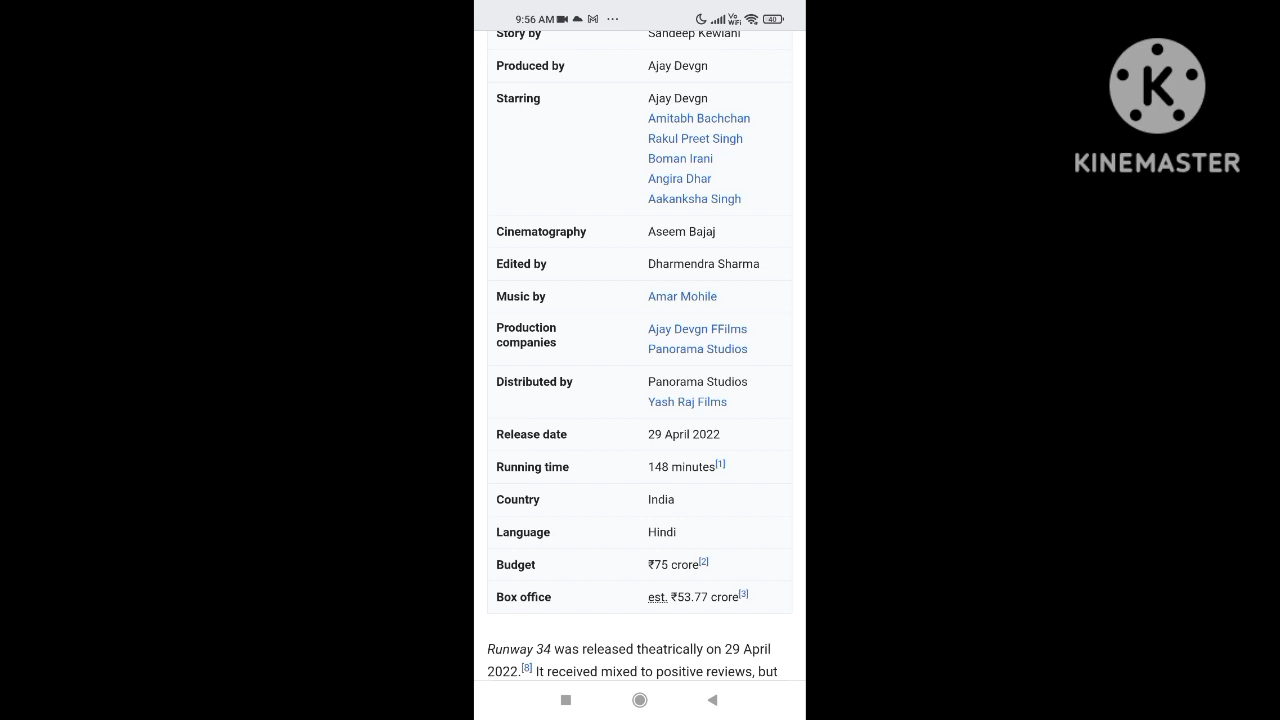 9:56 AM
Vo WiFi
40
Story by Sandeep Kewlani
Produced by Ajay Devgn
Starring Ajay Devgn
Amitabh Bachchan
Rakul Preet Singh
Boman Irani
Angira Dhar
Aakanksha Singh
Cinematography Aseem Bajaj
Edited by Dharmendra Sharma
Music by Amar Mohile
Production companies Ajay Devgn FFilms
Panorama Studios
Distributed by Panorama Studios
Yash Raj Films
Release date 29 April 2022
Running time 148 minutes[1]
Country India
Language Hindi
Budget ₹75 crore[2]
Box office est. ₹53.77 crore[3]
Runway 34 was released theatrically on 29 April
2022.[8] It received mixed to positive reviews, but
K
KINEMASTER